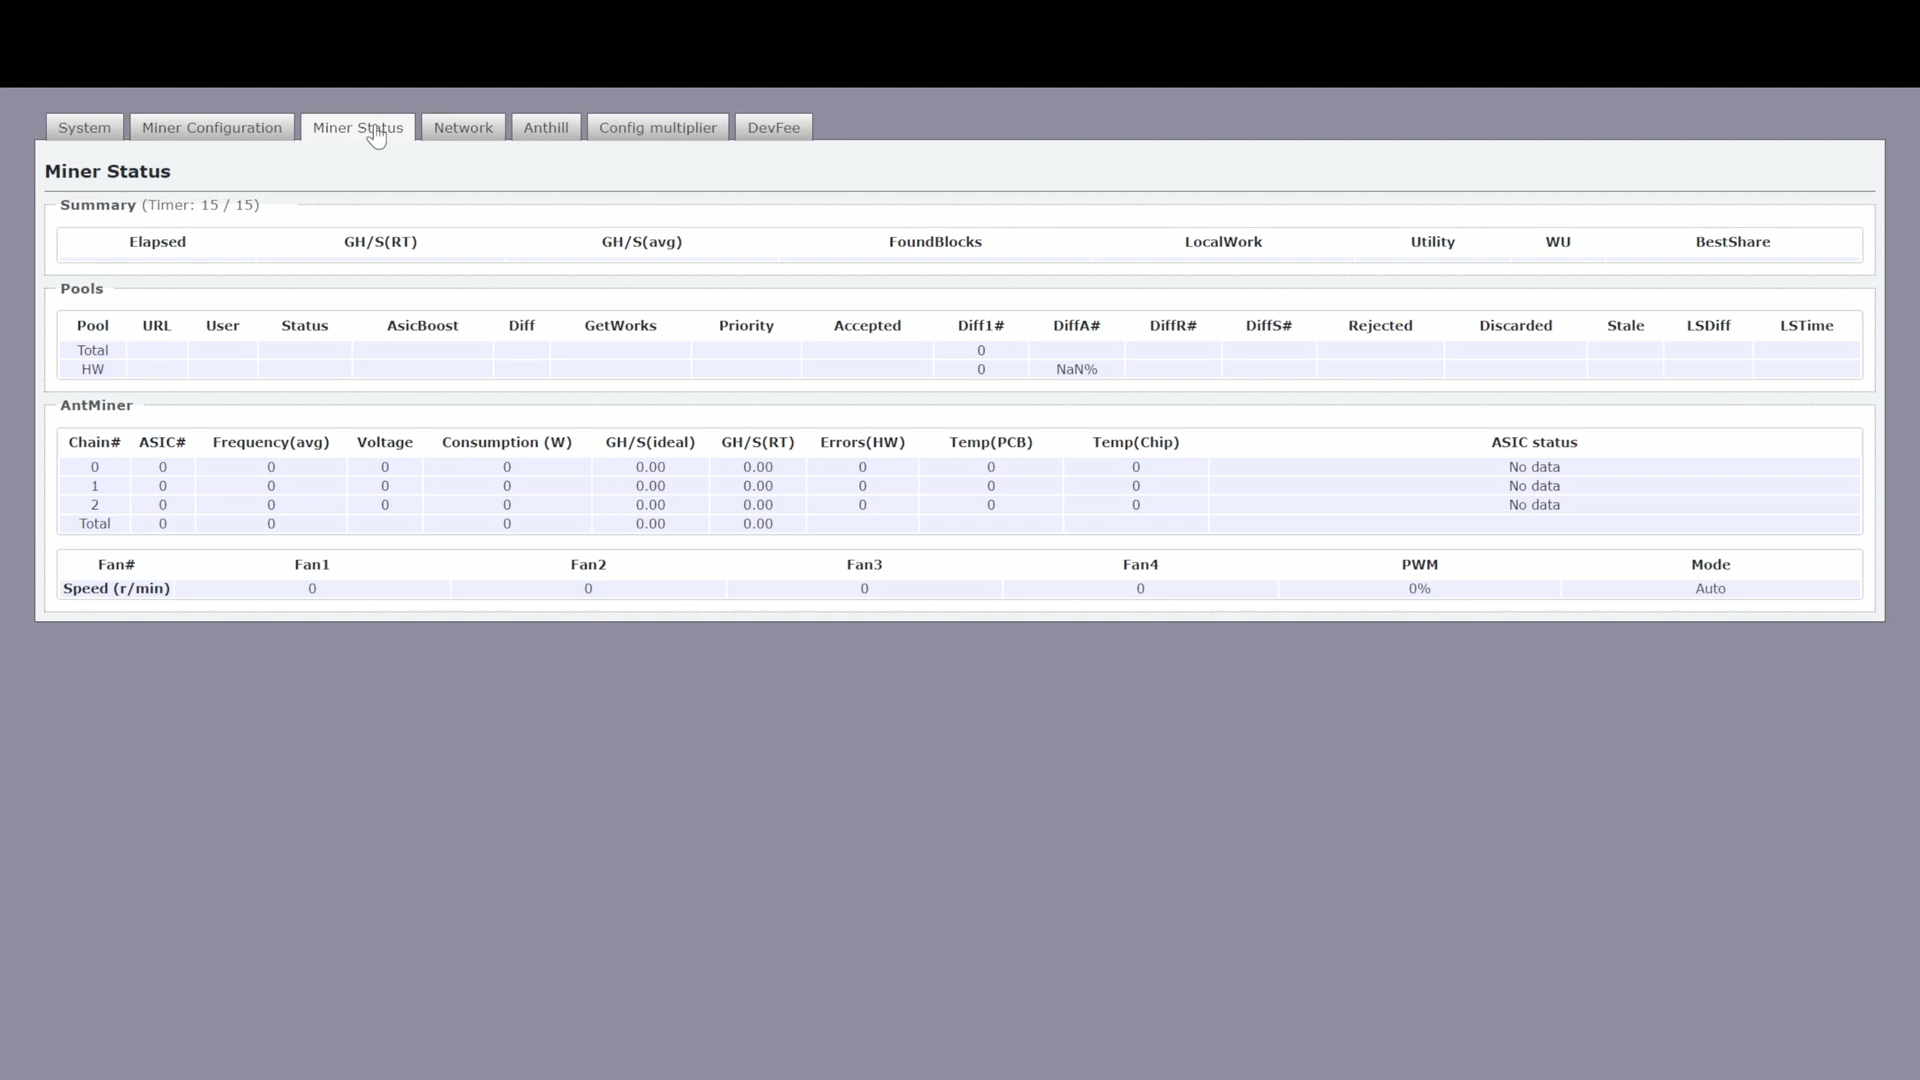 System Miner Configuration Miner Status Network Anthill Config multiplier DevFee
Miner Status
Summary (Timer: 15 / 15)
Elapsed GH/S(RT) GH/S(avg) FoundBlocks LocalWork Utility WU BestShare
Pools
Pool URL User Status AsicBoost Diff GetWorks Priority Accepted Diff1# DiffA# DiffR# DiffS# Rejected Discarded Stale LSDiff LSTime
Total 0
HW 0 NaN%
AntMiner
Chain# ASIC# Frequency(avg) Voltage Consumption (W) GH/S(ideal) GH/S(RT) Errors(HW) Temp(PCB) Temp(Chip) ASIC status
0 0 0 0 0 0.00 0.00 0 0 0 No data
1 0 0 0 0 0.00 0.00 0 0 0 No data
2 0 0 0 0 0.00 0.00 0 0 0 No data
Total 0 0 0 0.00 0.00
Fan# Fan1 Fan2 Fan3 Fan4 PWM Mode
Speed (r/min) 0 0 0 0 0% Auto